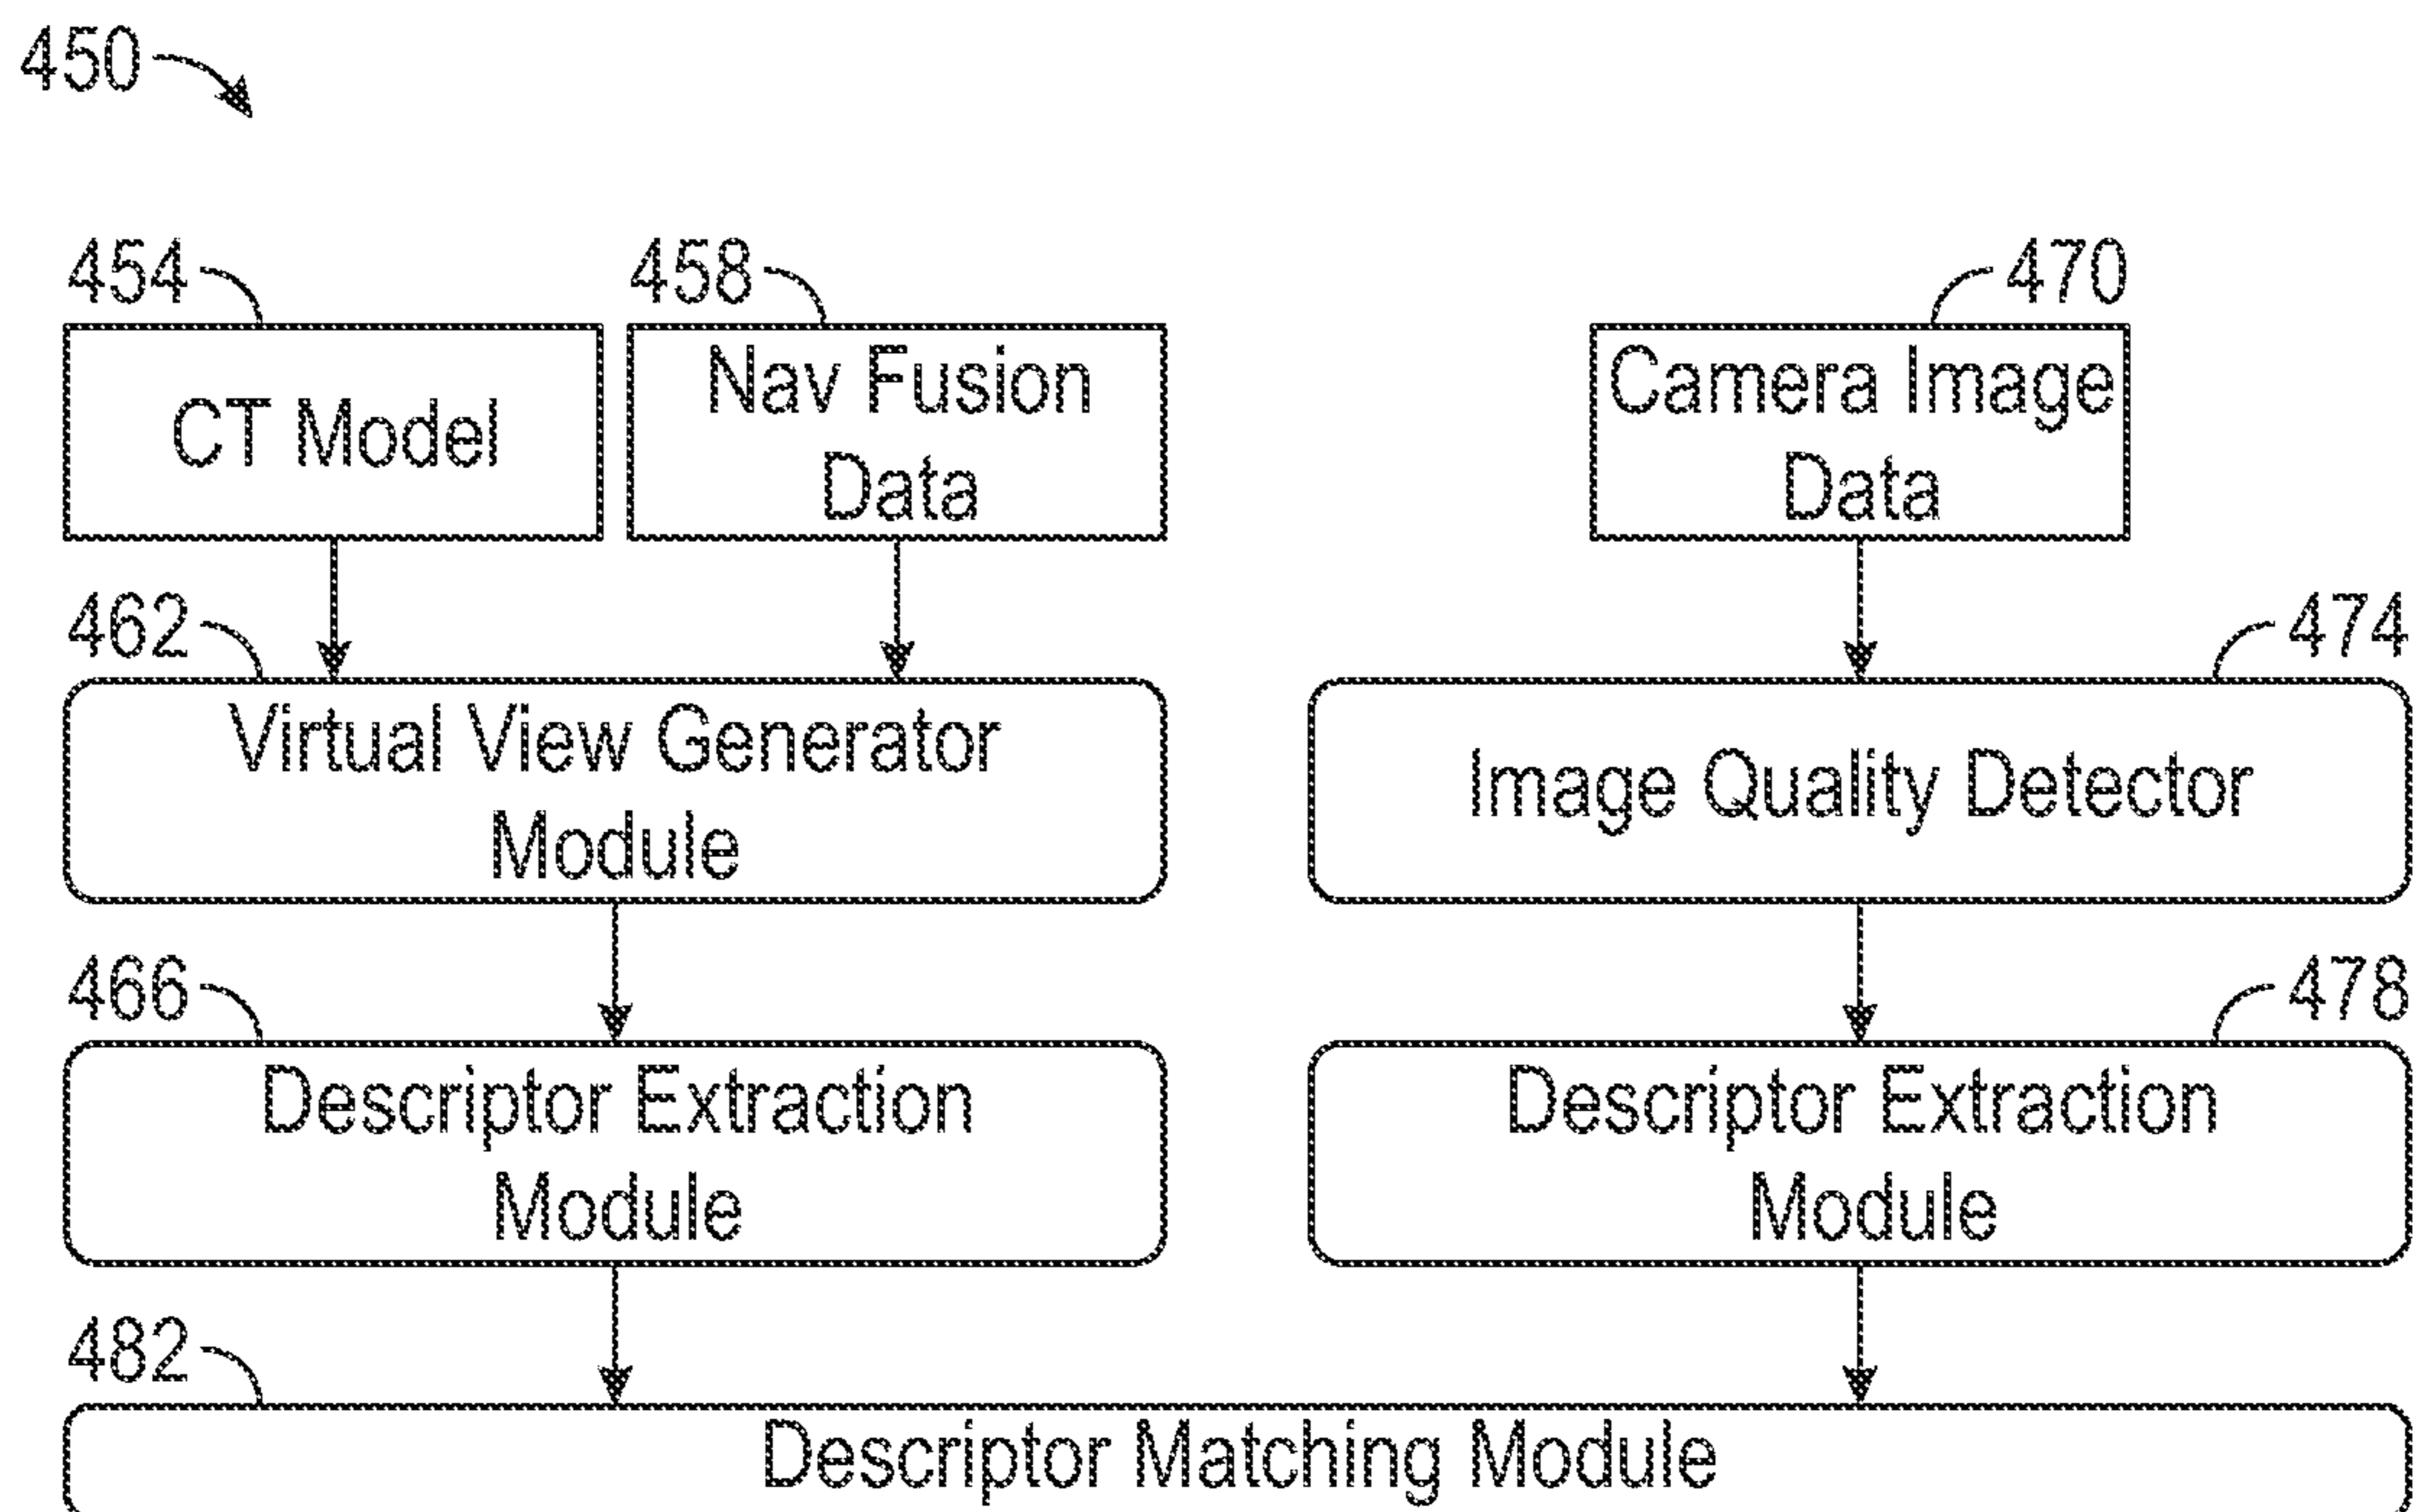 450
454
458
470
CT Model
Nav Fusion
Data
Camera Image
Data
462
474
Virtual View Generator
Module
Image Quality Detector
466
478
Descriptor Extraction
Module
Descriptor Extraction
Module
482
Descriptor Matching Module